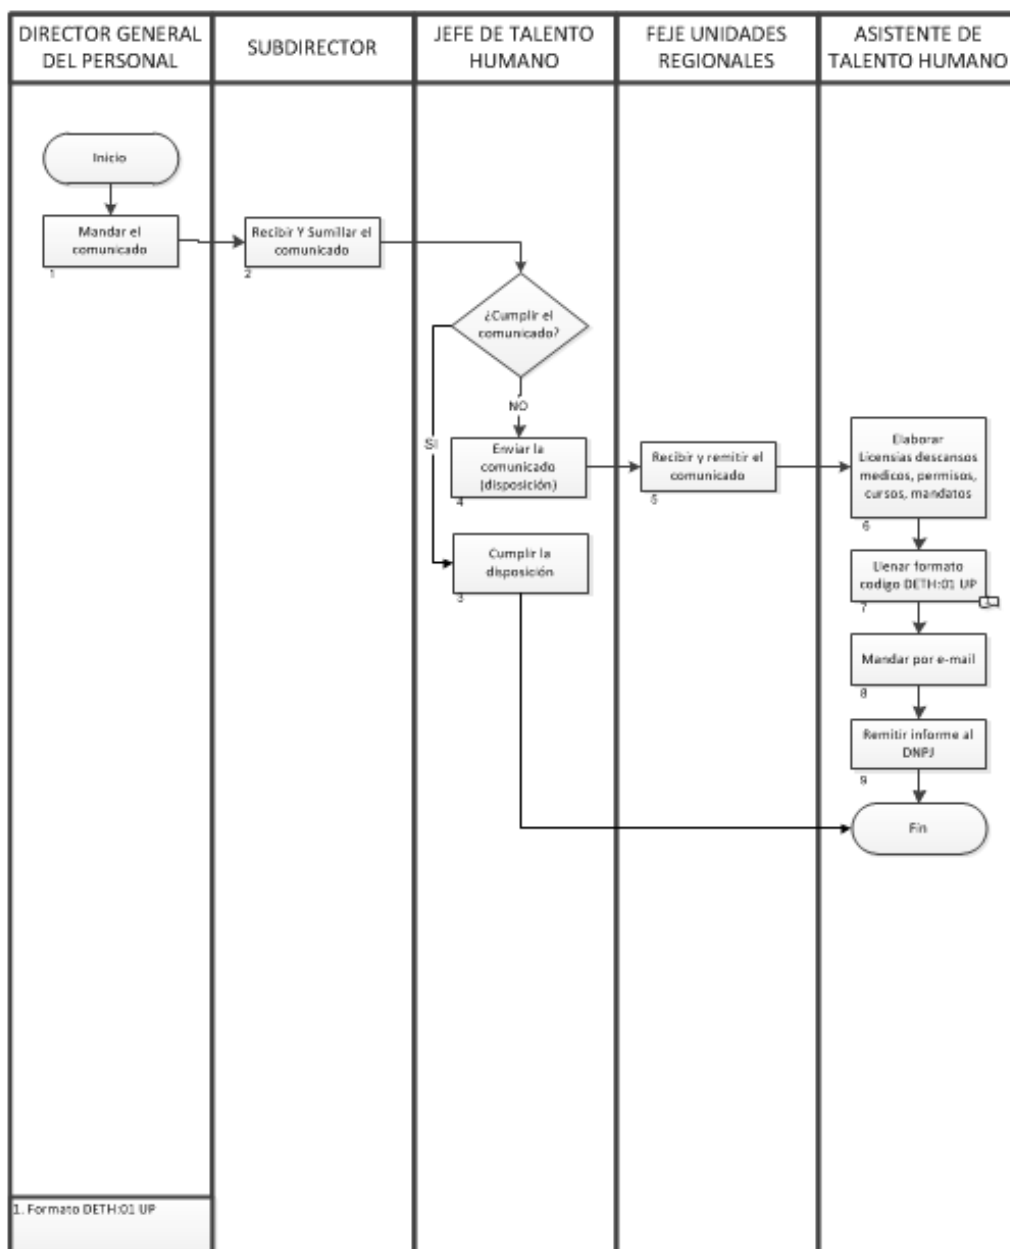 DIRECTOR GENERAL
DEL PERSONAL
SUBDIRECTOR
JEFE DE TALENTO
HUMANO
FEJE UNIDADES
REGIONALES
ASISTENTE DE
TALENTO HUMANO
Inicio
Mandar el
comunicado
1
Recibir Y Sumillar el
comunicado
2
¿Cumplir el
comunicado?
NO
SI
Enviar la
comunicado
(disposición)
4
Recibir y remitir el
comunicado
5
Elaborar
Licensias descansos
medicos, permisos,
cursos, mandatos
6
Cumplir la
disposición
3
Llenar formato
codigo DETH:01 UP
7
Mandar por e-mail
8
Remitir informe al
DNPJ
9
Fin
1. Formato DETH:01 UP